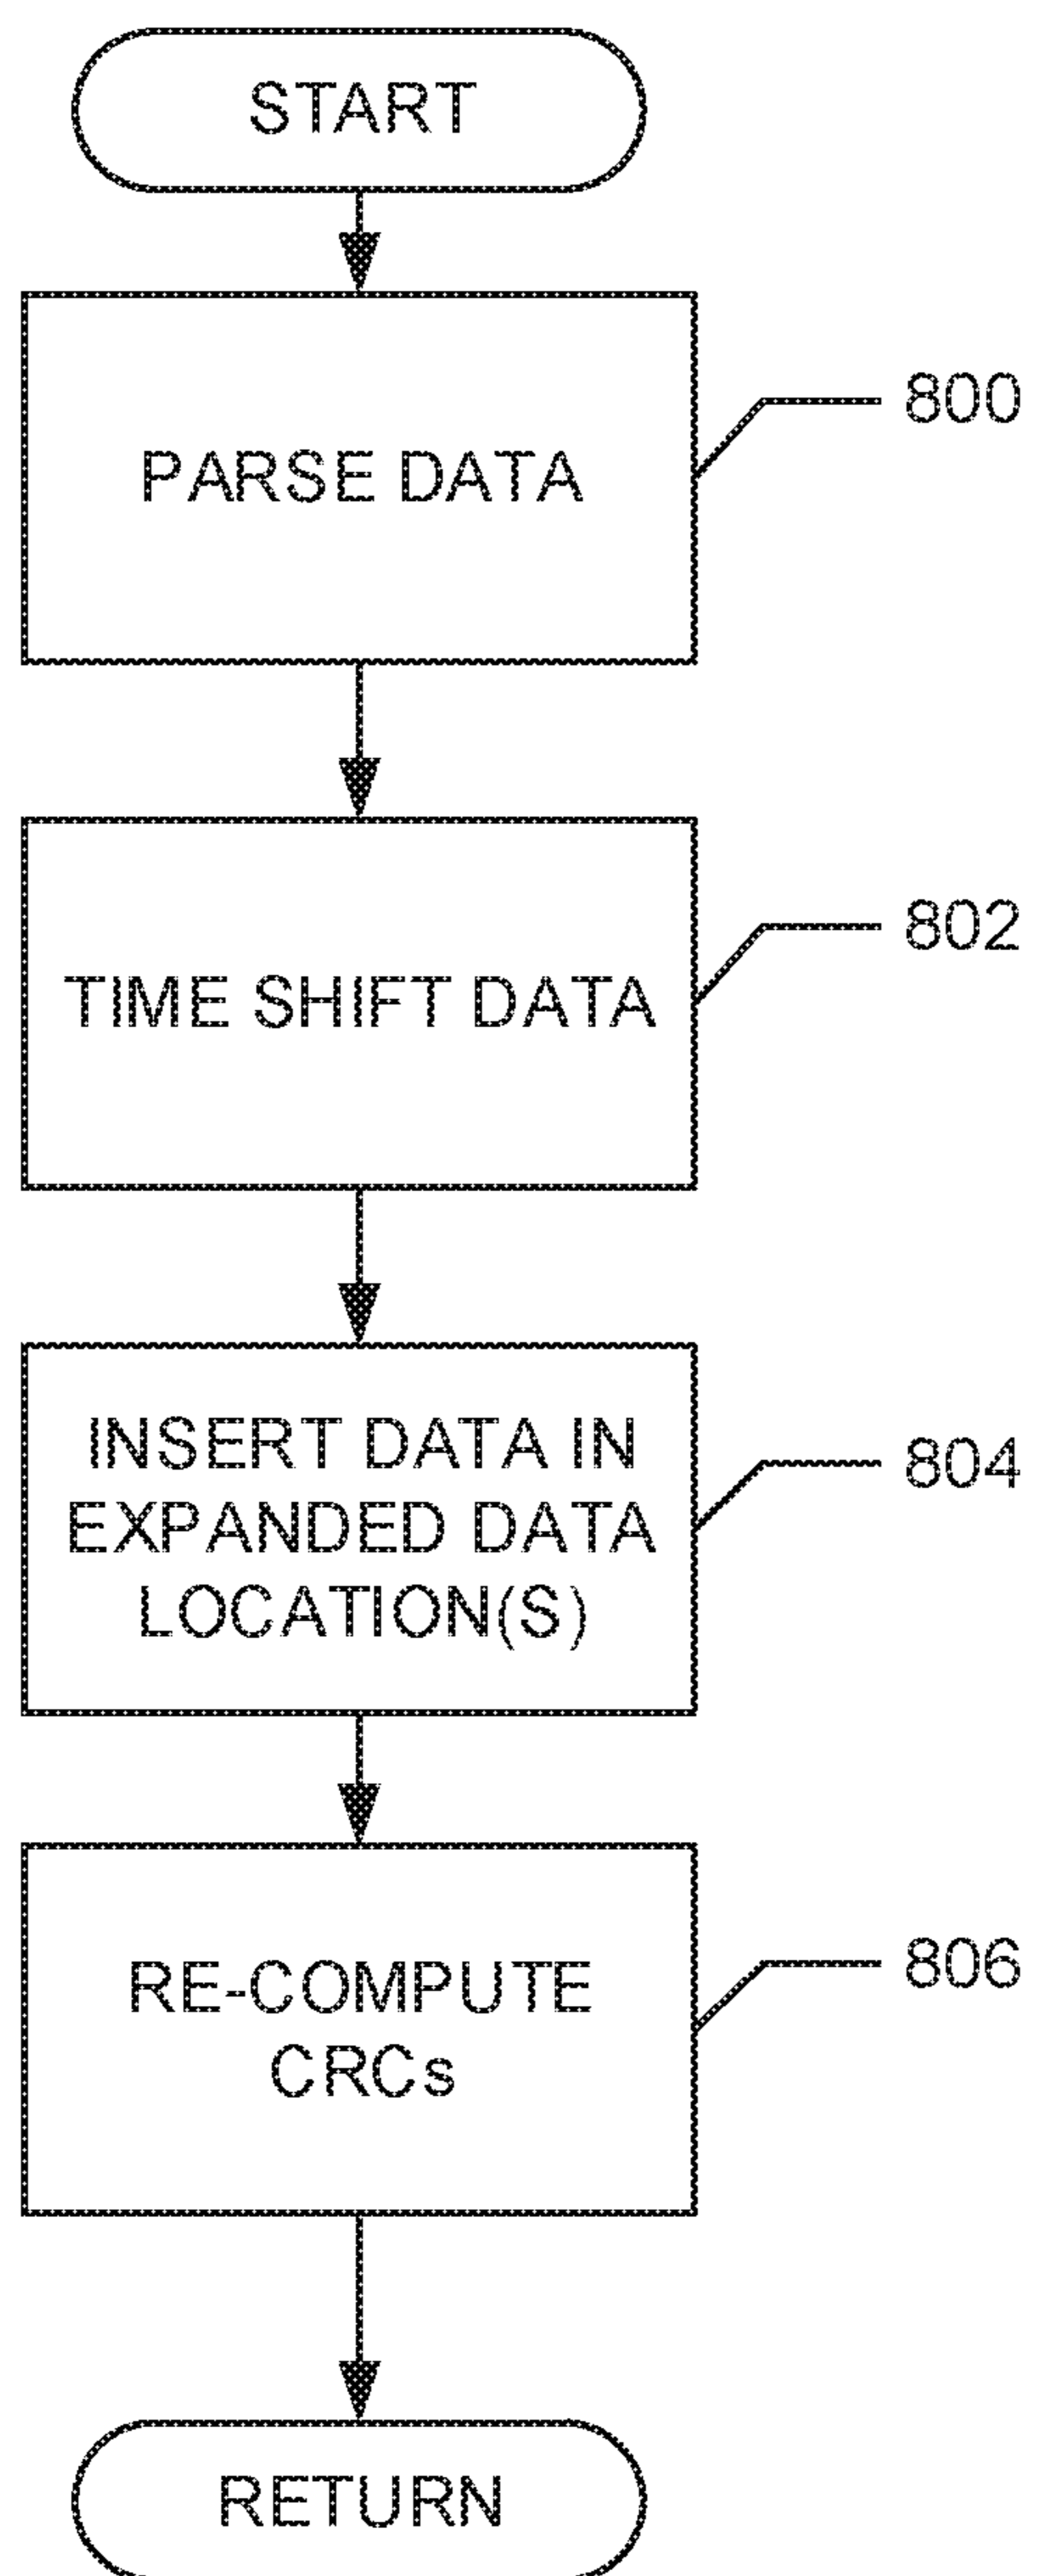 START
PARSE DATA
800
TIME SHIFT DATA
802
INSERT DATA IN
EXPANDED DATA
LOCATION(S)
804
RE-COMPUTE
CRCs
806
RETURN